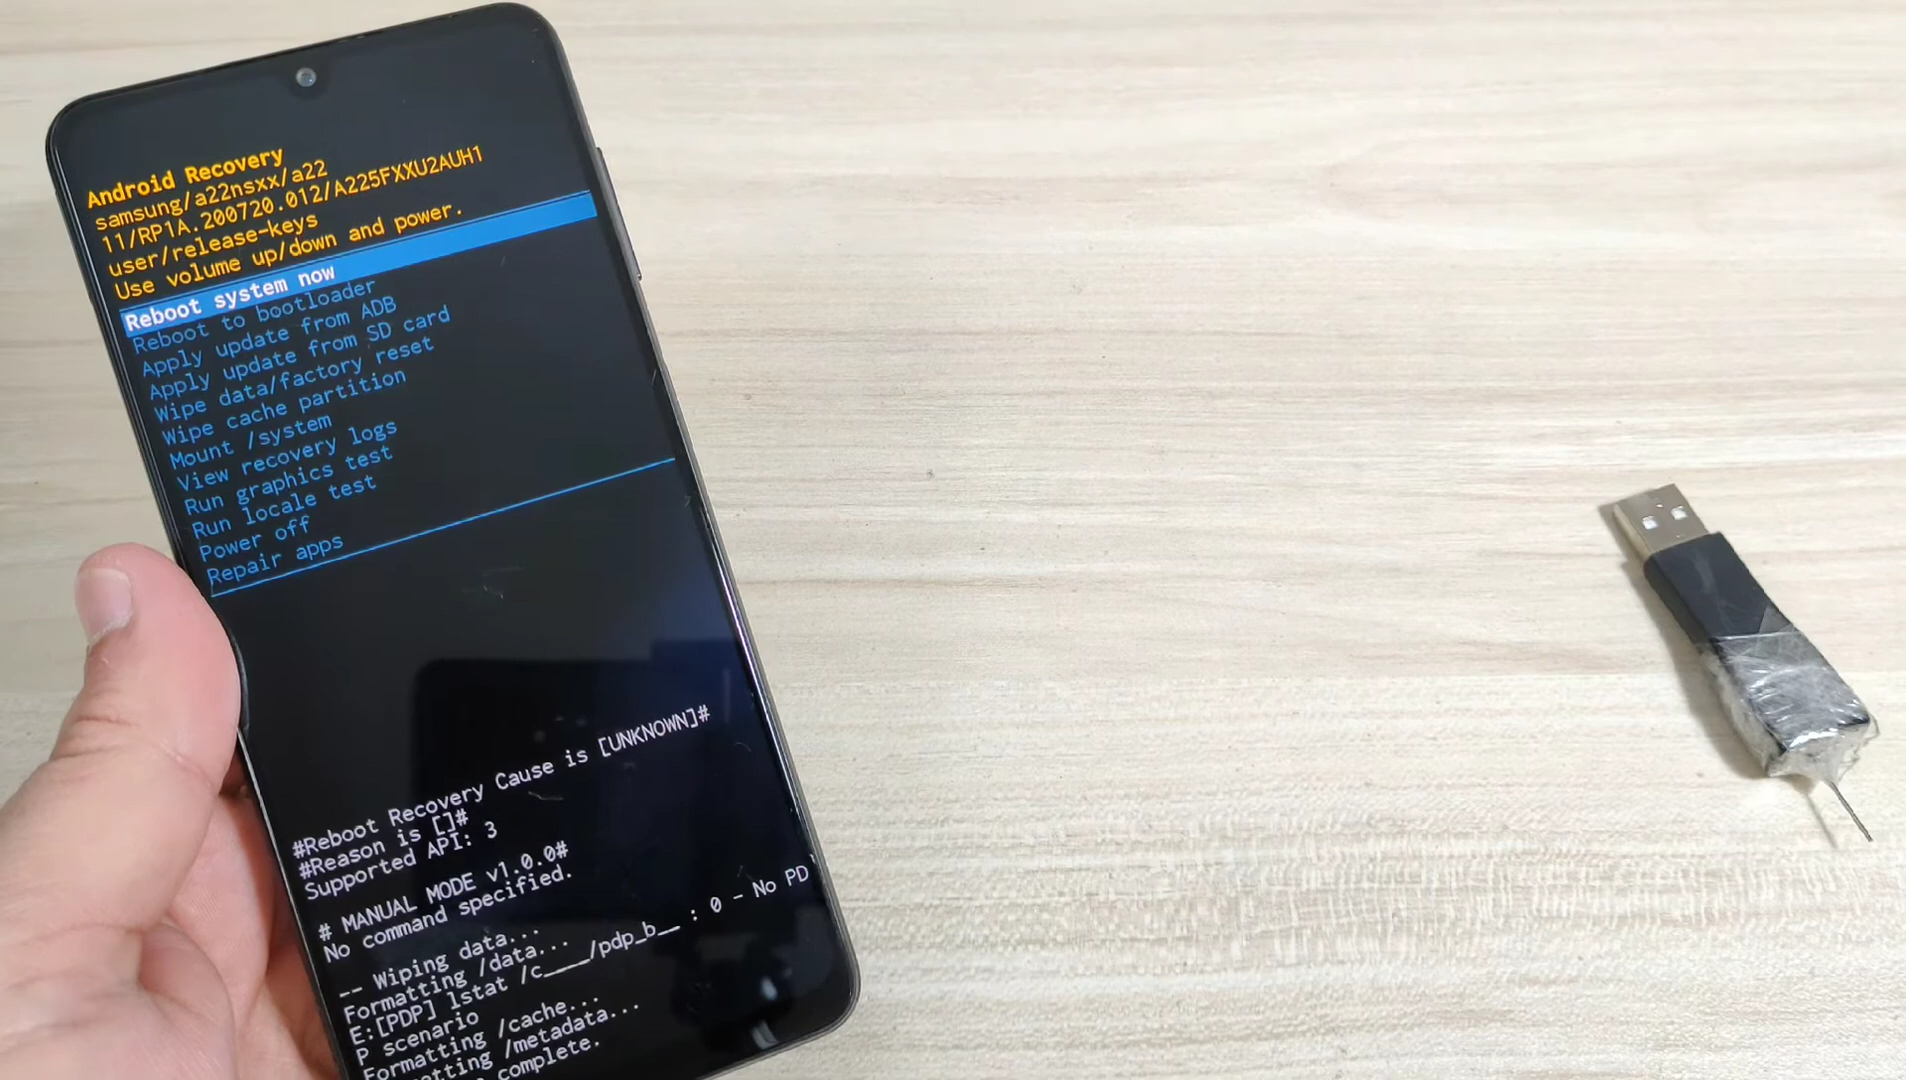 Android Recovery
samsung/a22nsxx/a22
11/RP1A.200720.012/A225FXXU2AUH1
user/release-keys
Use volume up/down and power.
Reboot system now
Reboot to bootloader
Apply update from ADB
Apply update from SD card
Wipe data/factory reset
Wipe cache partition
Mount /system
View recovery logs
Run graphics test
Run locale test
Power off
Repair apps
#Reboot Recovery Cause is [UNKNOWN]#
#Reason is []#
Supported API: 3
# MANUAL MODE v1.0.0#
No command specified.
-- Wiping data...
Formatting /data...
E:[PDP] lstat /c____/pdp_b__ : 0 - No PD
P scenario
Formatting /cache...
/metadata...
complete.